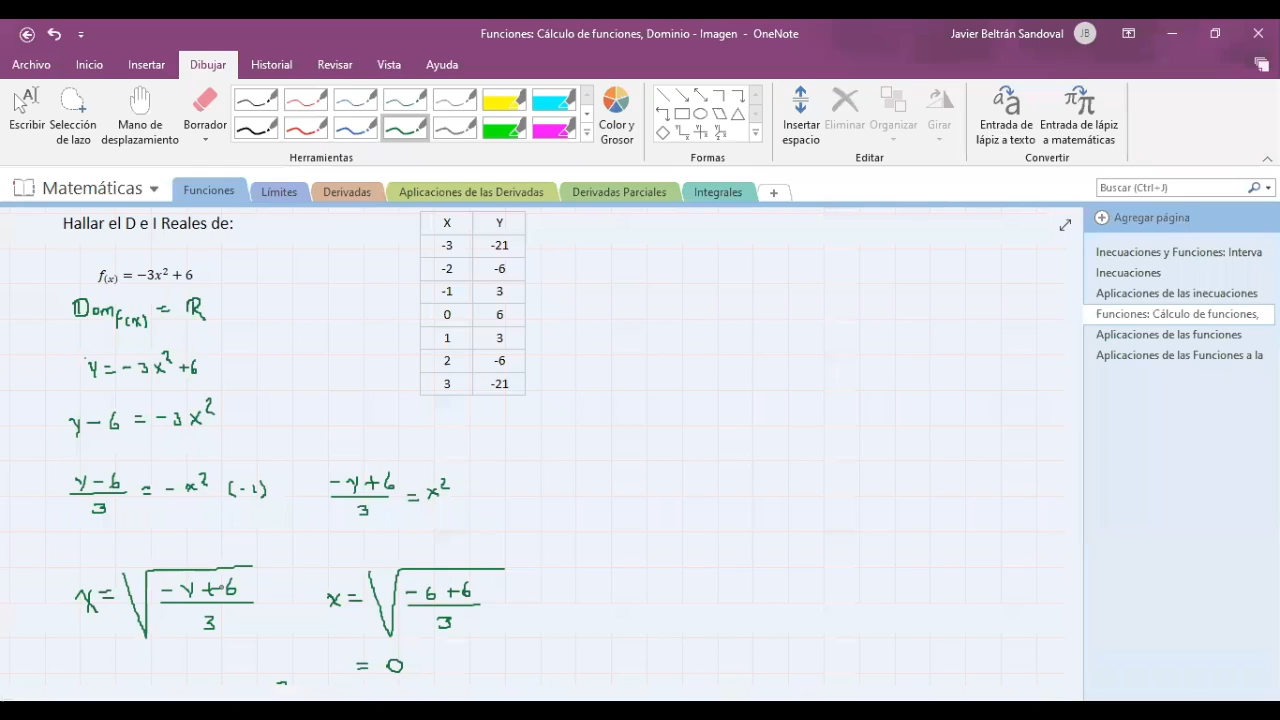 Funciones: Cálculo de funciones, Dominio - Imagen - OneNote
Javier Beltrán Sandoval
JB
Archivo Inicio Insertar Dibujar Historial Revisar Vista Ayuda
Escribir
Selección de lazo
Mano de desplazamiento
Borrador
Color y Grosor
Insertar espacio
Eliminar
Organizar
Girar
Entrada de lápiz a texto
Entrada de lápiz a matemáticas
Herramientas Formas Editar Convertir
Matemáticas
Funciones Límites Derivadas Aplicaciones de las Derivadas Derivadas Parciales Integrales
Buscar (Ctrl+J)
Agregar página
Inecuaciones y Funciones: Interva
Inecuaciones
Aplicaciones de las inecuaciones
Funciones: Cálculo de funciones,
Aplicaciones de las funciones
Aplicaciones de las Funciones a la
Hallar el D e I Reales de:
f(x) = −3x² + 6
Dom f(x) = R
y = -3x² +6
y - 6 = -3x²
y-6/3 = -x² (-1)
-y+6/3 = x²
x = √(-y+6/3)
x = √(-6+6/3)
= 0
X Y
-3 -21
-2 -6
-1 3
0 6
1 3
2 -6
3 -21